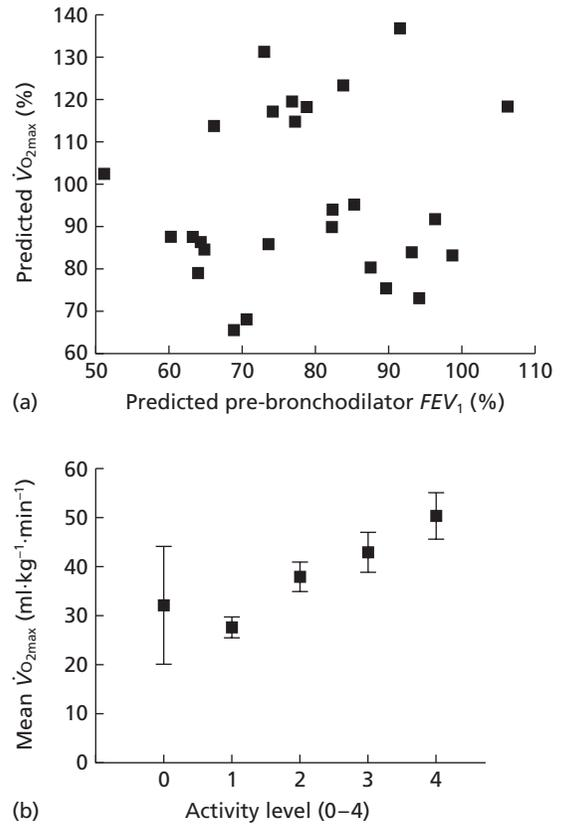 140
130
120
110
100
90
80
70
60
Predicted V̇O₂max (%)
50 60 70 80 90 100 110
(a) Predicted pre-bronchodilator FEV₁ (%)
60
50
40
30
20
10
0
Mean V̇O₂max (ml·kg⁻¹·min⁻¹)
0 1 2 3 4
(b) Activity level (0–4)